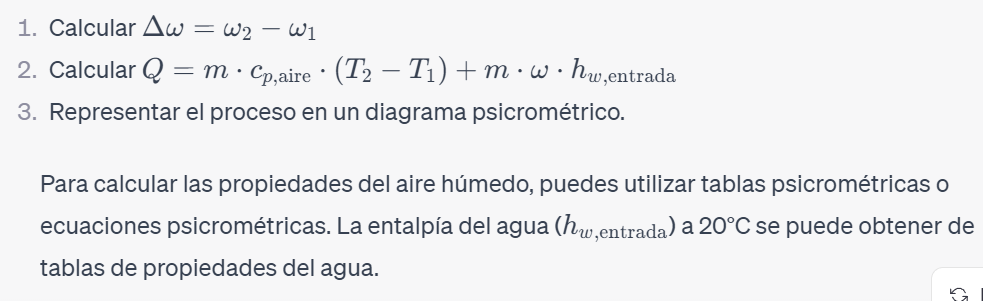 1. Calcular Δω = ω₂ − ω₁
2. Calcular Q = m · c_{p,aire} · (T₂ − T₁) + m · ω · h_{w,entrada}
3. Representar el proceso en un diagrama psicrométrico.
Para calcular las propiedades del aire húmedo, puedes utilizar tablas psicrométricas o
ecuaciones psicrométricas. La entalpía del agua (h_{w,entrada}) a 20°C se puede obtener de
tablas de propiedades del agua.